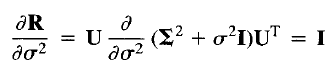 ∂R/∂σ² = U ∂/∂σ² (Σ² + σ²I)Uᵀ = I